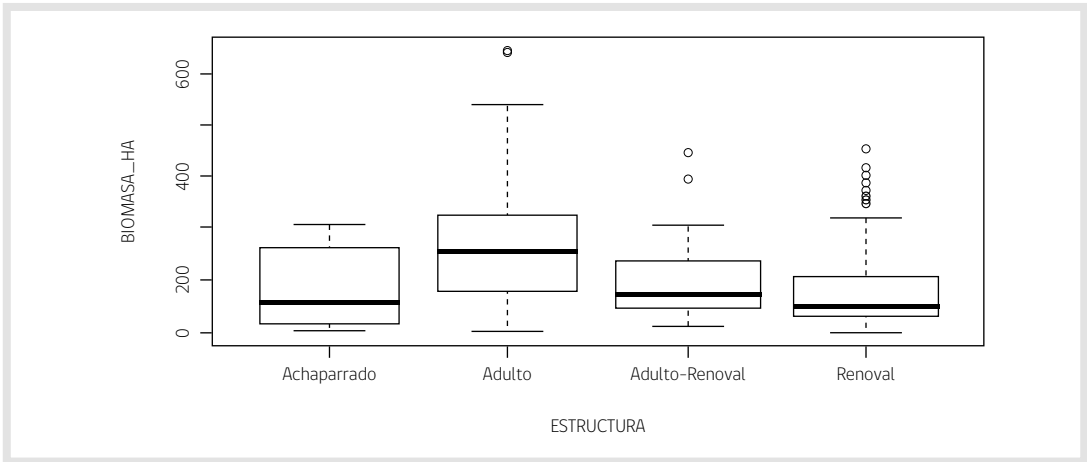 BIOMASA_HA
600
400
200
0
Achaparrado
Adulto
Adulto-Renoval
Renoval
ESTRUCTURA